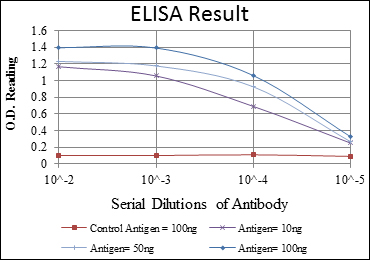 ELISA Result
O.D. Reading
1.6
1.4
1.2
1
0.8
0.6
0.4
0.2
0
10^-2 10^-3 10^-4 10^-5
Serial Dilutions of Antibody
Control Antigen = 100ng Antigen= 10ng
Antigen= 50ng Antigen= 100ng